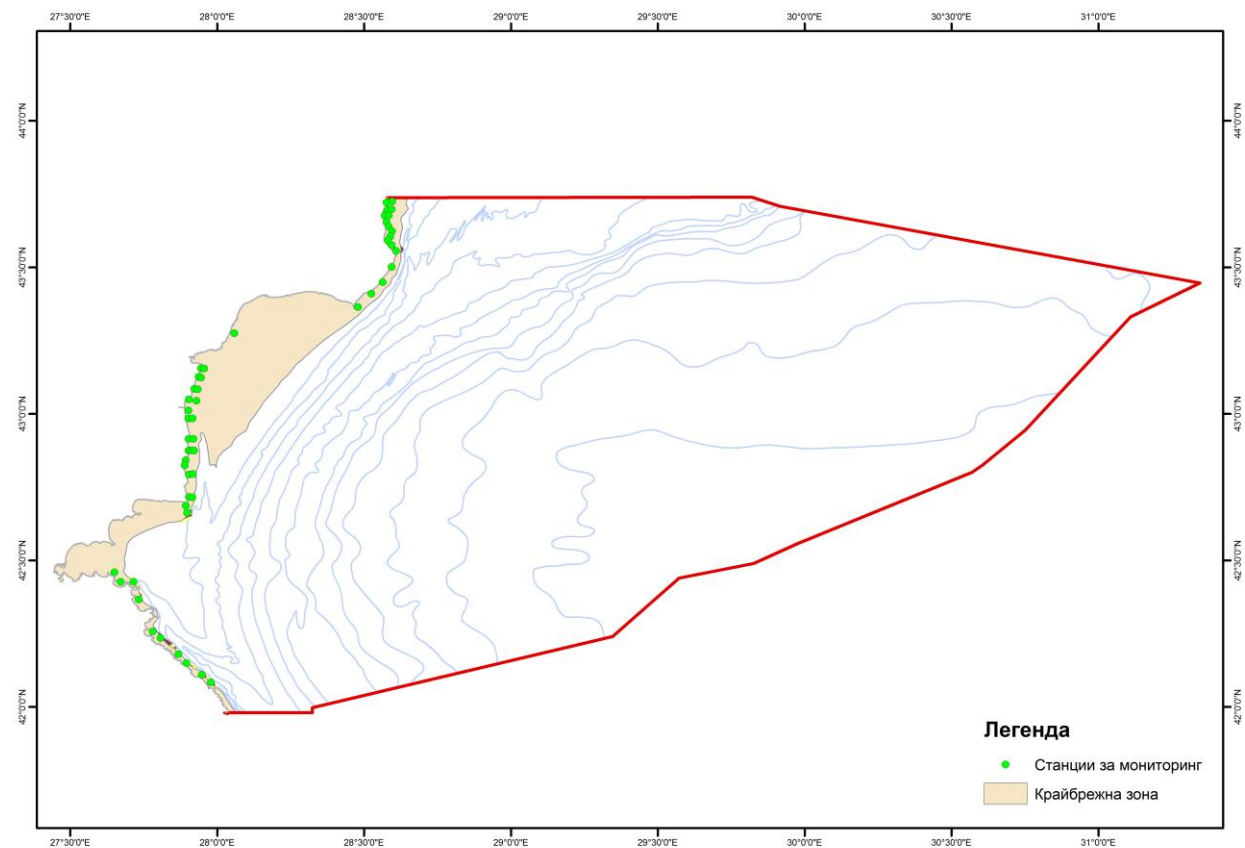 27°30'0"E 28°0'0"E 28°30'0"E 29°0'0"E 29°30'0"E 30°0'0"E 30°30'0"E 31°0'0"E
44°0'0"N 44°0'0"N
43°30'0"N 43°30'0"N
43°0'0"N 43°0'0"N
42°30'0"N 42°30'0"N
42°0'0"N 42°0'0"N
Легенда
Станции за мониторинг
Крайбрежна зона
27°30'0"E 28°0'0"E 28°30'0"E 29°0'0"E 29°30'0"E 30°0'0"E 30°30'0"E 31°0'0"E